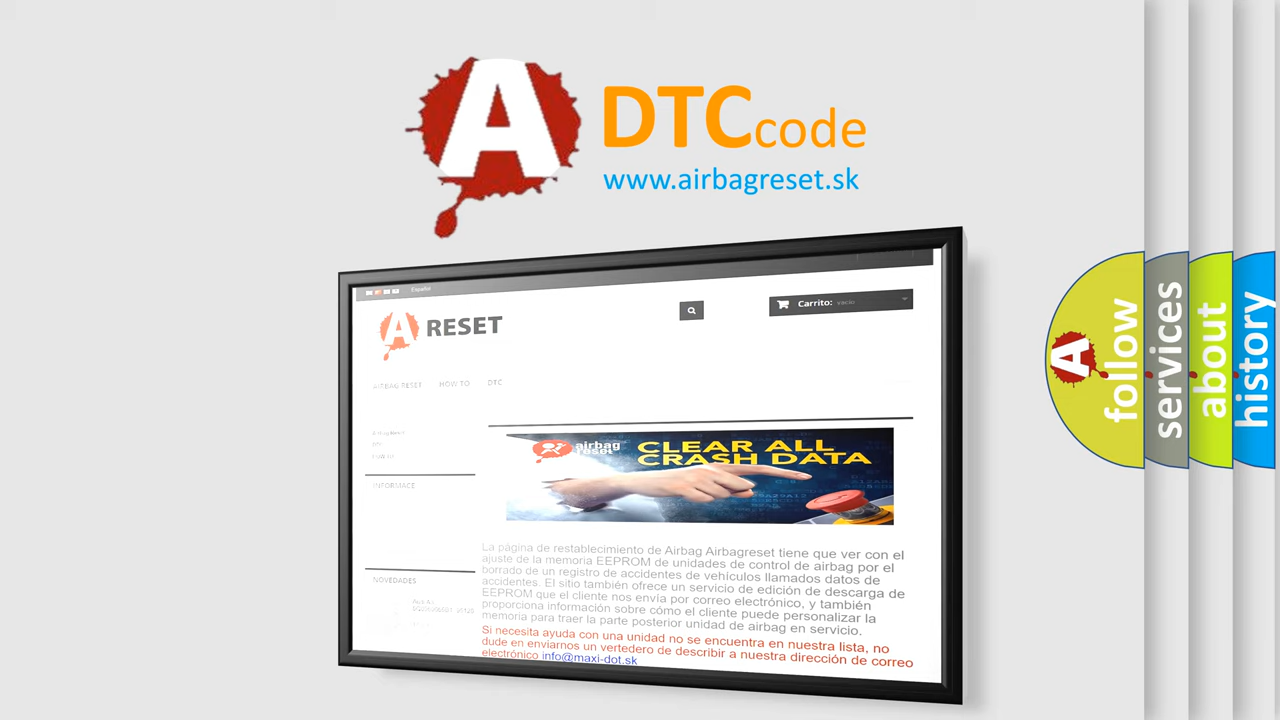 A DTCcode
www.airbagreset.sk
Español
Carrito: vacío
A RESET
AIRBAG RESET HOW TO DTC
INFORMACE
airbag
reset
CLEAR ALL
CRASH DATA
La página de restablecimiento de Airbag Airbagreset tiene que ver con el
ajuste de la memoria EEPROM de unidades de control de airbag por el
borrado de un registro de accidentes de vehículos llamados datos de
accidentes. El sitio también ofrece un servicio de edición de descarga de
EEPROM que el cliente nos envía por correo electrónico, y también
proporciona información sobre cómo el cliente puede personalizar la
memoria para traer la parte posterior unidad de airbag en servicio.
Si necesita ayuda con una unidad no se encuentra en nuestra lista, no
dude en enviarnos un vertedero de describir a nuestra dirección de correo
electrónico info@maxi-dot.sk
NOVEDADES
A
follow
services
about
history